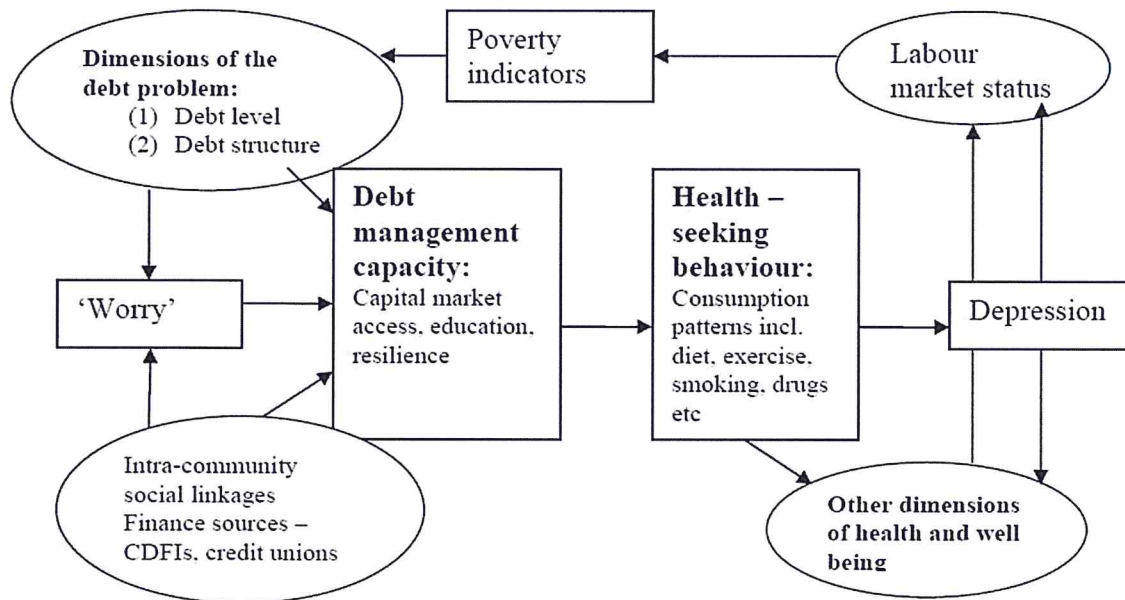 Dimensions of the
debt problem:
(1) Debt level
(2) Debt structure
Poverty
indicators
Labour
market status
'Worry'
Debt
management
capacity:
Capital market
access, education,
resilience
Health –
seeking
behaviour:
Consumption
patterns incl.
diet, exercise,
smoking, drugs
etc
Depression
Intra-community
social linkages
Finance sources –
CDFIs, credit unions
Other dimensions
of health and well
being